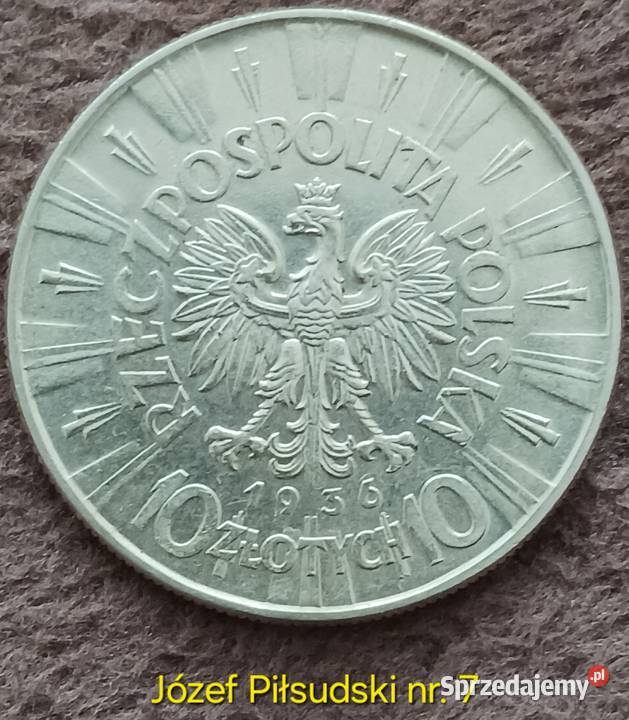 RZECZPOSPOLITA POLSKA
1936
10 ZŁOTYCH 10
Józef Piłsudski nr. 7
Sprzedajemy.pl